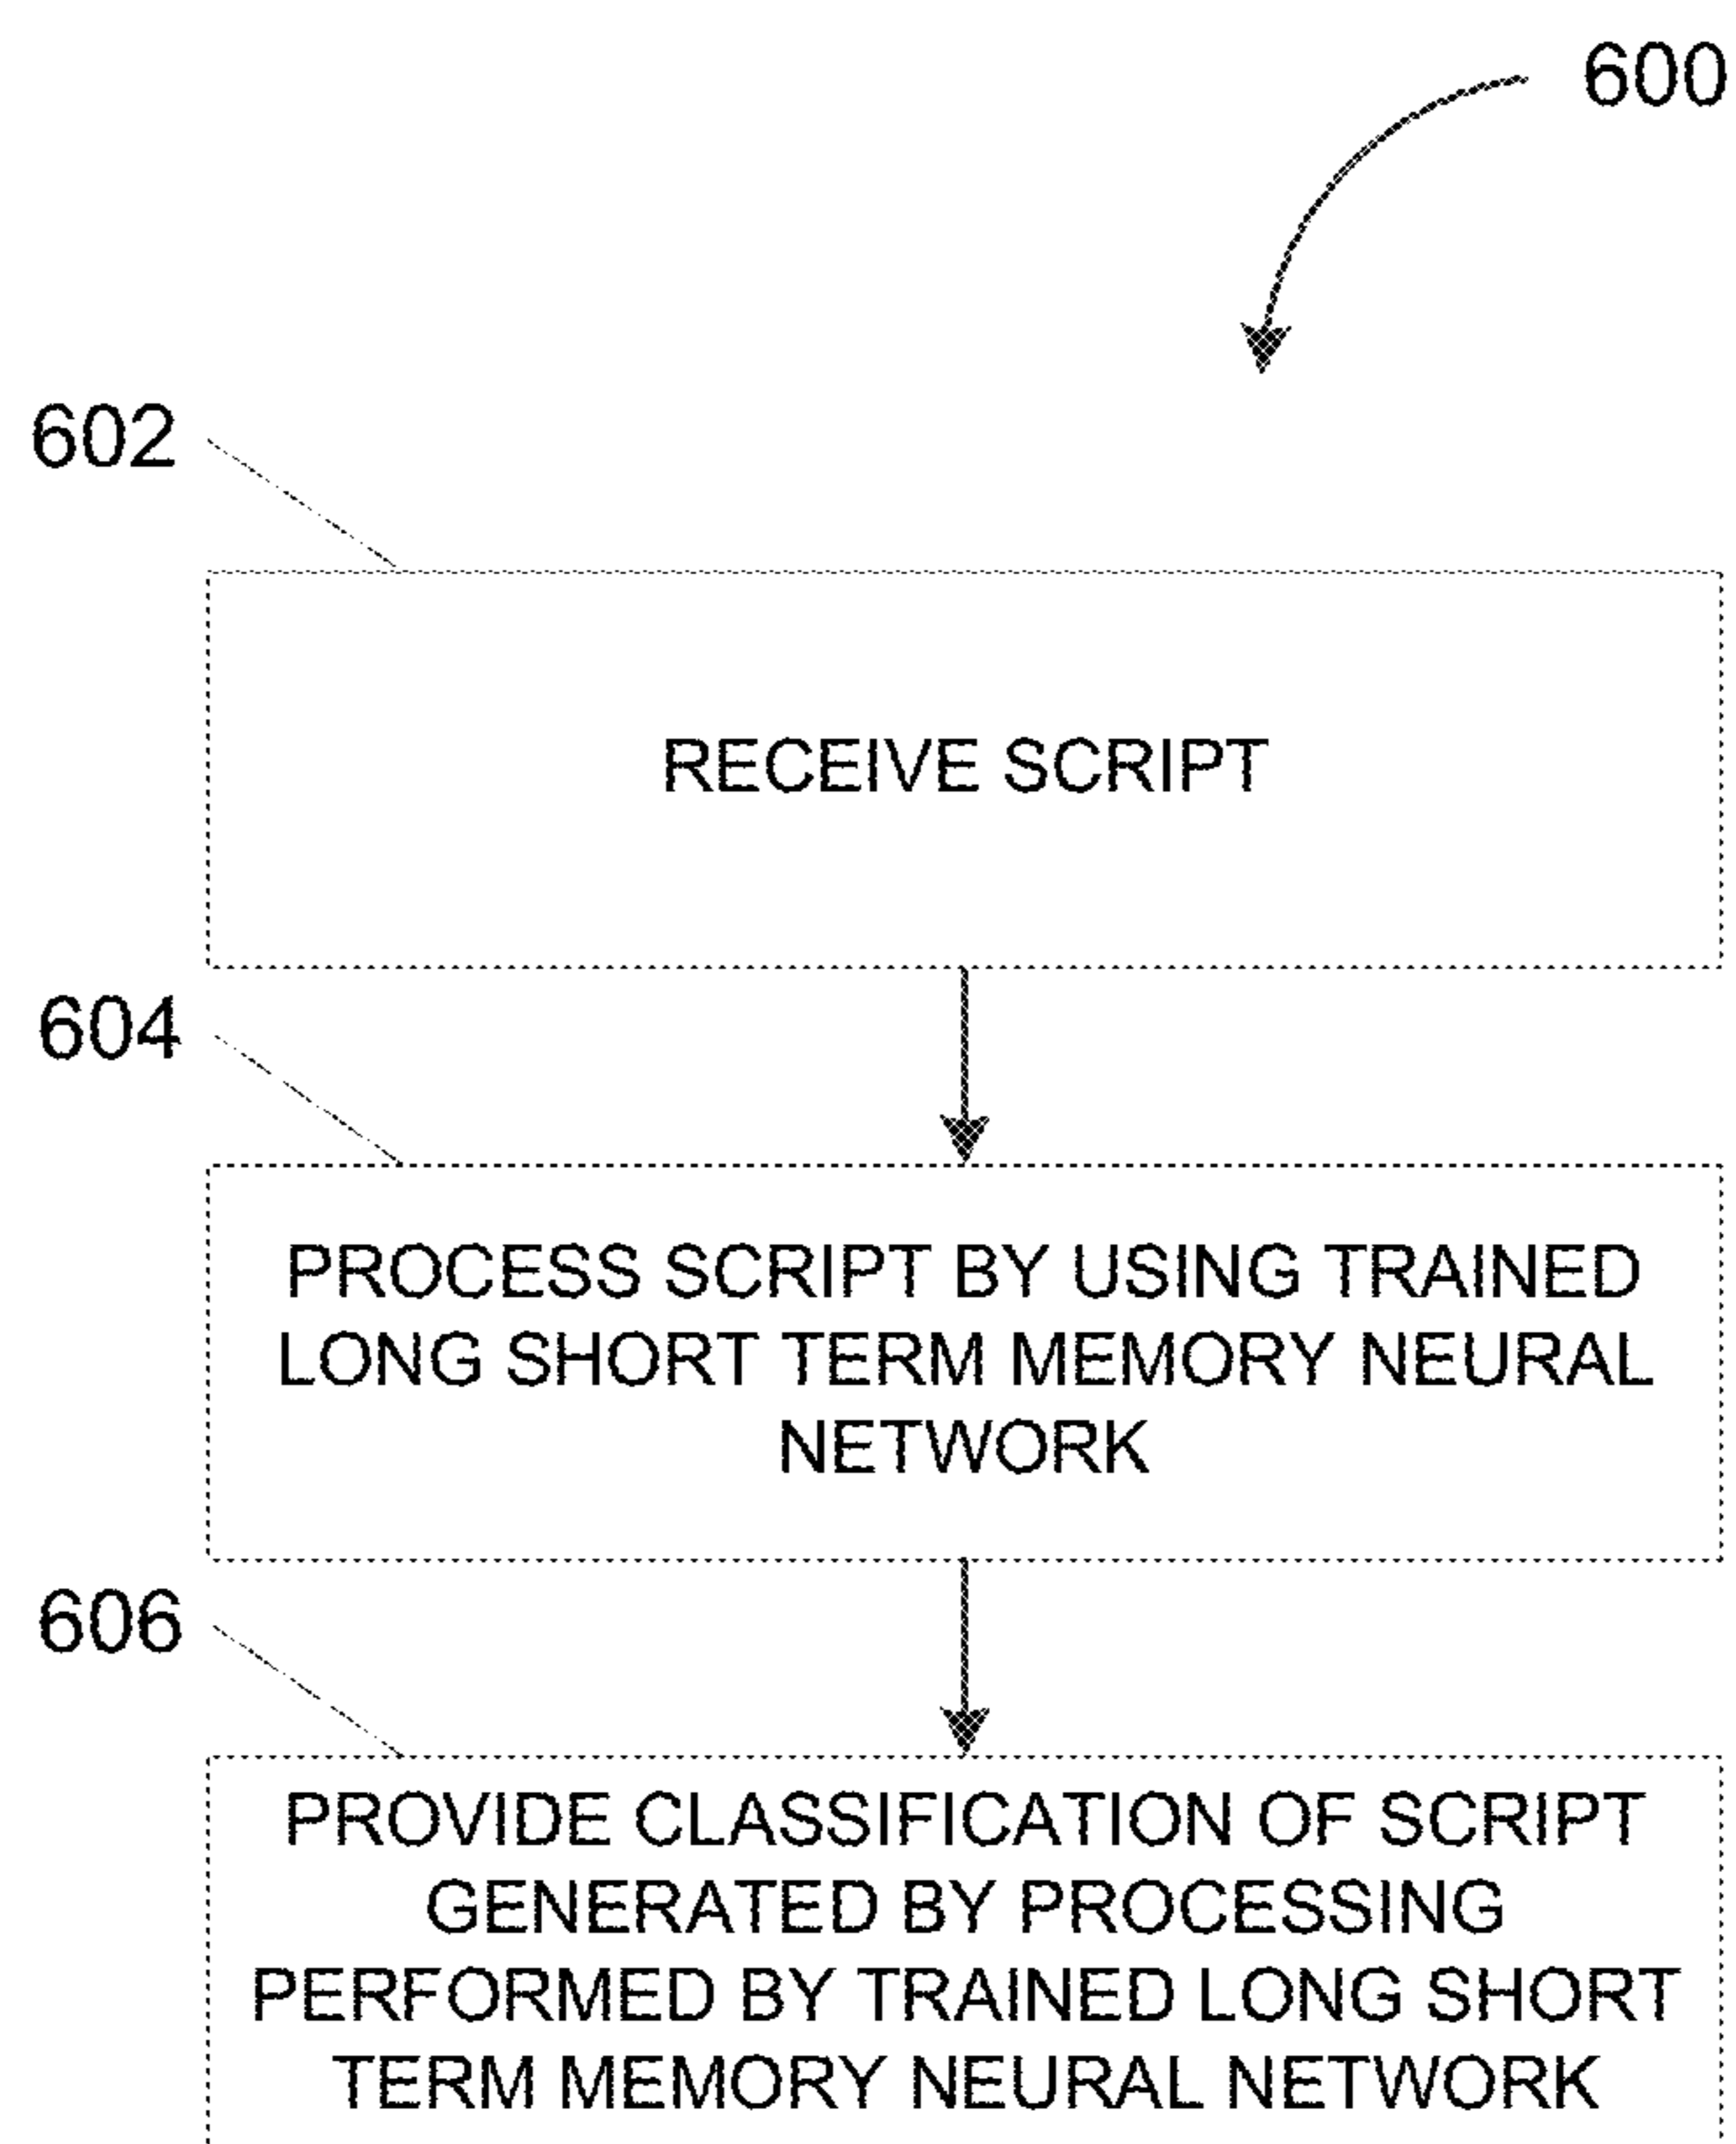 600
602
RECEIVE SCRIPT
604
PROCESS SCRIPT BY USING TRAINED
LONG SHORT TERM MEMORY NEURAL
NETWORK
606
PROVIDE CLASSIFICATION OF SCRIPT
GENERATED BY PROCESSING
PERFORMED BY TRAINED LONG SHORT
TERM MEMORY NEURAL NETWORK